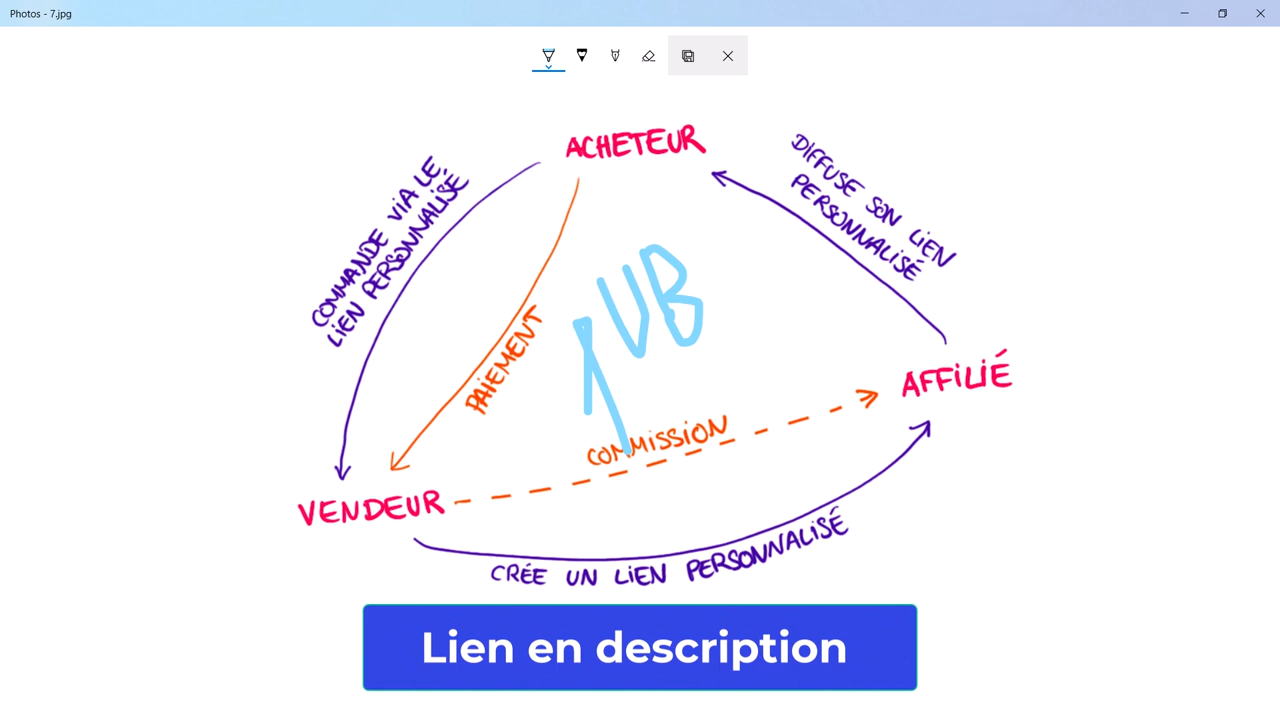 Photos - 7.jpg
ACHETEUR
DIFFUSE SON LIEN
PERSONNALISÉ
COMMANDE VIA LE
LIEN PERSONNALISÉ
PAIEMENT
1UB
AFFILIÉ
COMMISSION
VENDEUR
CRÉE UN LIEN PERSONNALISÉ
Lien en description